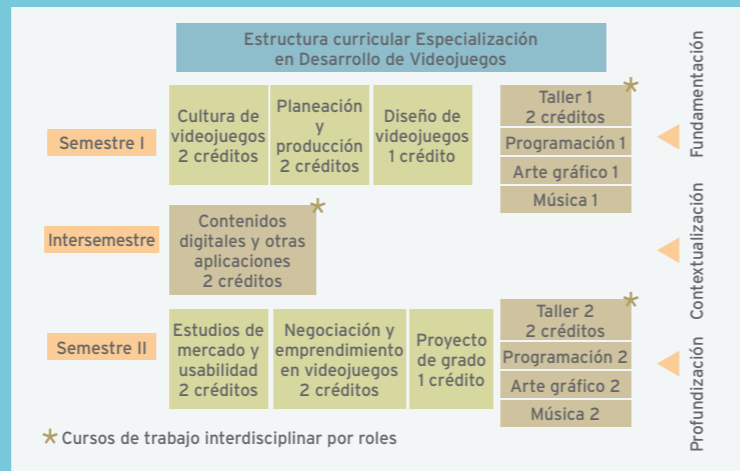 Estructura curricular Especialización
en Desarrollo de Videojuegos
Semestre I
Cultura de
videojuegos
2 créditos
Planeación
y
producción
2 créditos
Diseño de
videojuegos
1 crédito
Taller 1
2 créditos
Programación 1
Arte gráfico 1
Música 1
Fundamentación
Intersemestre
Contenidos
digitales y otras
aplicaciones
2 créditos
Contextualización
Semestre II
Estudios de
mercado y
usabilidad
2 créditos
Negociación y
emprendimiento
en videojuegos
2 créditos
Proyecto
de grado
1 crédito
Taller 2
2 créditos
Programación 2
Arte gráfico 2
Música 2
Profundización
* Cursos de trabajo interdisciplinar por roles